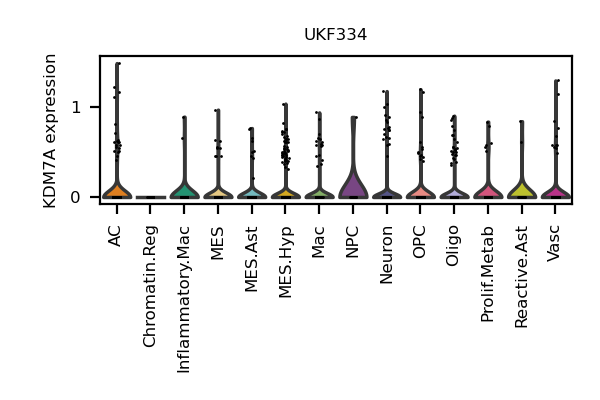 UKF334
KDM7A expression
1
0
AC
Chromatin.Reg
Inflammatory.Mac
MES
MES.Ast
MES.Hyp
Mac
NPC
Neuron
OPC
Oligo
Prolif.Metab
Reactive.Ast
Vasc